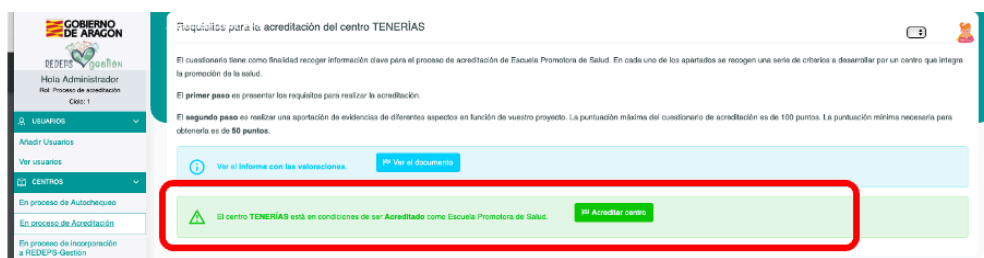 GOBIERNO
DE ARAGON
REDEPS gestión
Hola Administrador
Rol: Proceso de acreditación
Ciclo: 1
USUARIOS
Añadir Usuarios
Ver usuarios
CENTROS
En proceso de Autochequeo
En proceso de Acreditación
En proceso de incorporación
a REDEPS-Gestión
Requisitos para la acreditación del centro TENERÍAS
El cuestionario tiene como finalidad recoger información clave para el proceso de acreditación de Escuela Promotora de Salud. En cada uno de los apartados se recogen una serie de criterios a desarrollar por un centro que integra
la promoción de la salud.
El primer paso es presentar los requisitos para realizar la acreditación.
El segundo paso es realizar una aportación de evidencias de diferentes aspectos en función de vuestro proyecto. La puntuación máxima del cuestionario de acreditación es de 100 puntos. La puntuación mínima necesaria para
obtenerla es de 50 puntos.
Ver el Informe con las valoraciones. Ver el documento
El centro TENERÍAS está en condiciones de ser Acreditado como Escuela Promotora de Salud. Acreditar centro